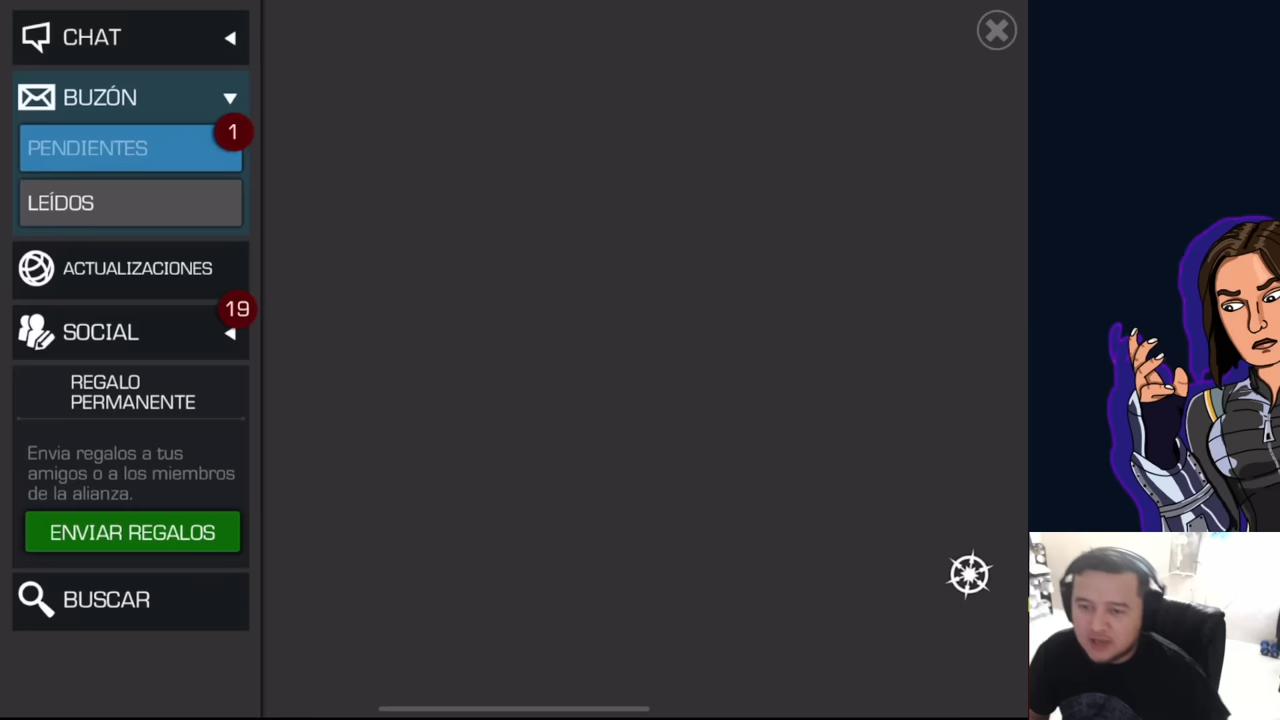 CHAT
BUZÓN
1
PENDIENTES
LEÍDOS
ACTUALIZACIONES
19
SOCIAL
REGALO
PERMANENTE
Envia regalos a tus
amigos o a los miembros
de la alianza.
ENVIAR REGALOS
BUSCAR